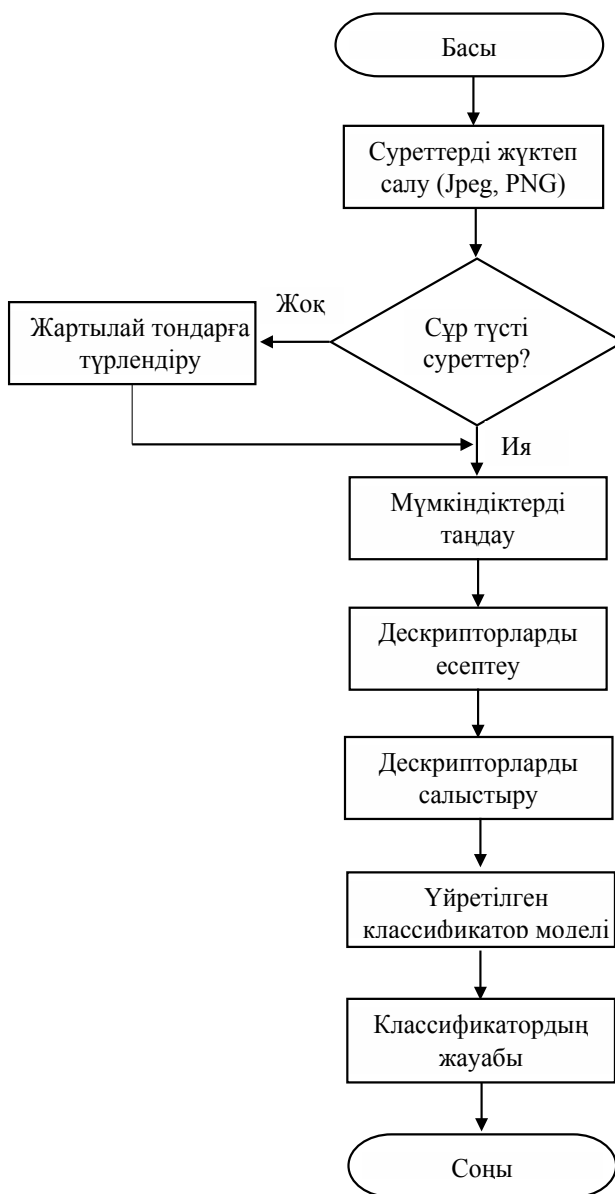 Басы
Суреттерді жүктеп
салу (Jpeg, PNG)
Жоқ
Жартылай тондарға
түрлендіру
Сұр түсті
суреттер?
Ия
Мүмкіндіктерді
таңдау
Дескрипторларды
есептеу
Дескрипторларды
салыстыру
Үйретілген
классификатор моделі
Классификатордың
жауабы
Соңы